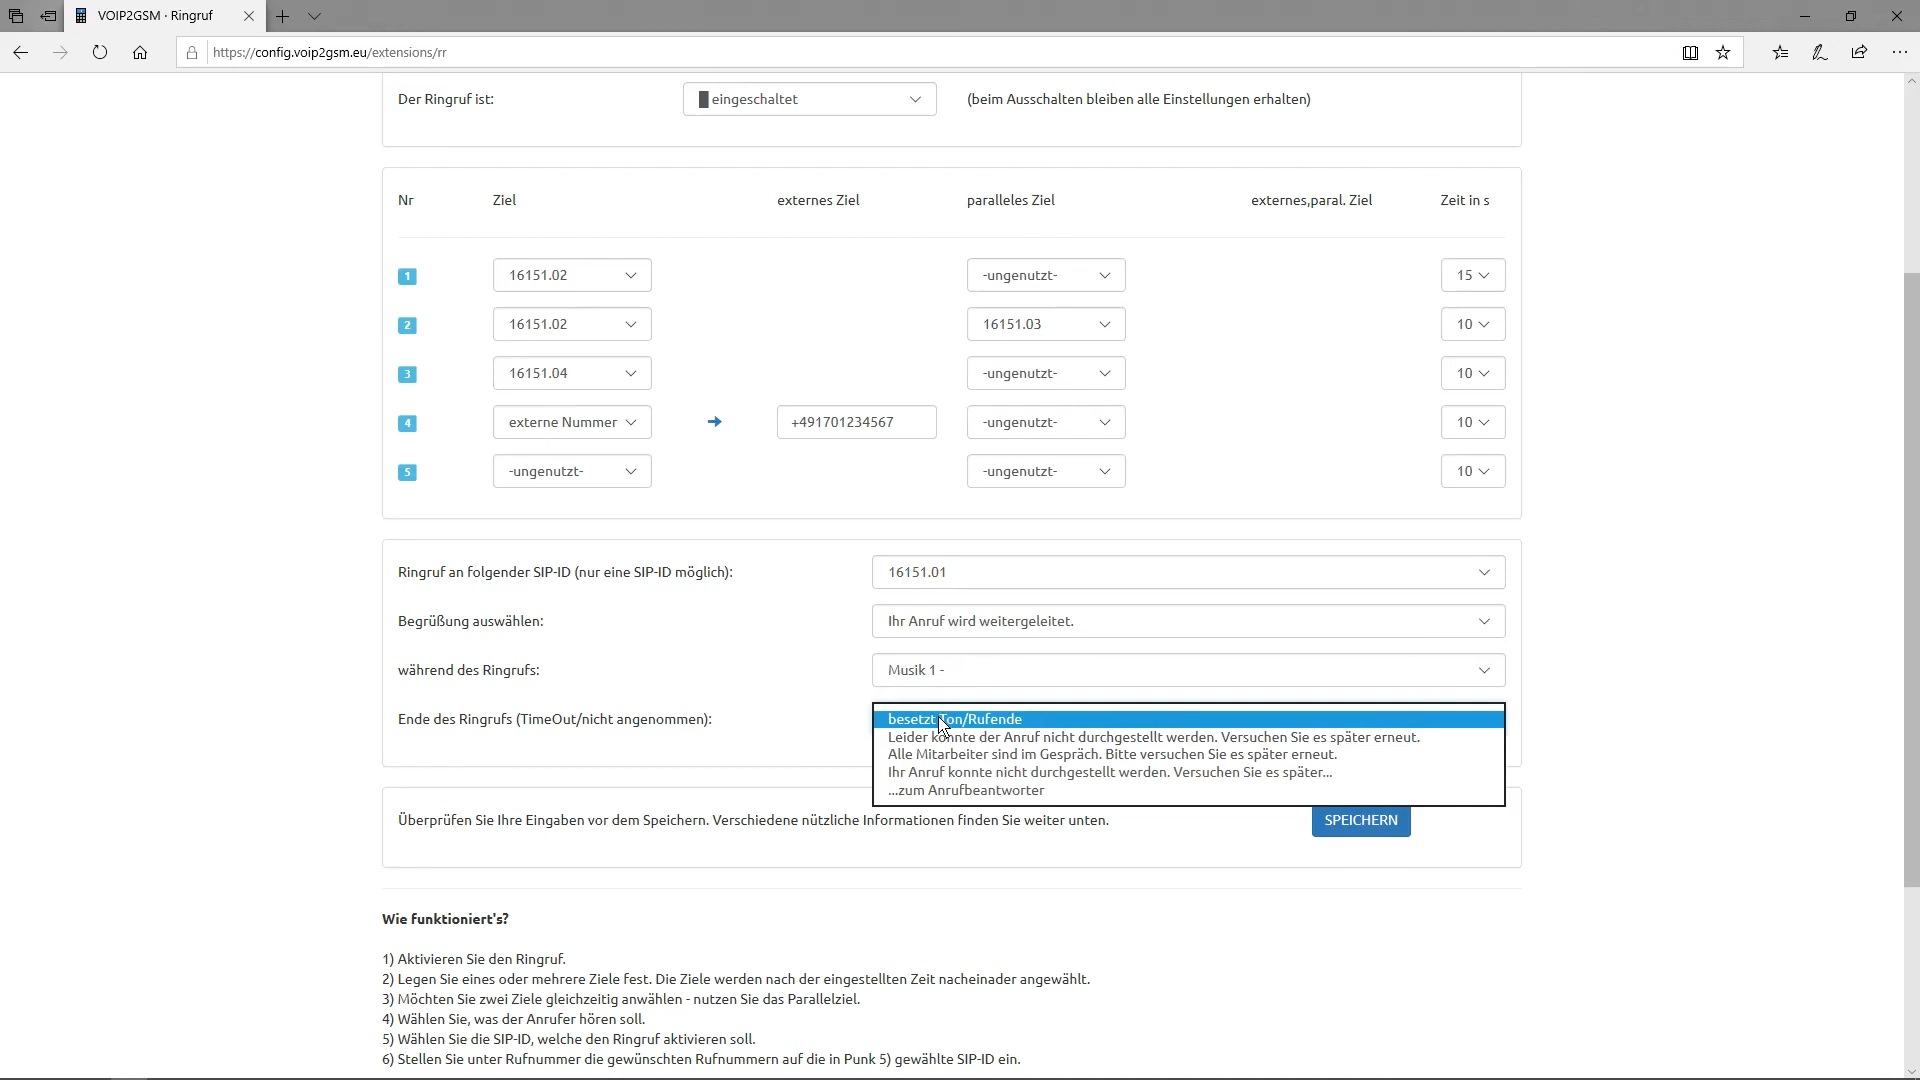 VOIP2GSM · Ringruf
https://config.voip2gsm.eu/extensions/rr
Der Ringruf ist:
eingeschaltet
(beim Ausschalten bleiben alle Einstellungen erhalten)
Nr Ziel externes Ziel paralleles Ziel externes,paral. Ziel Zeit in s
1 16151.02 -ungenutzt- 15
2 16151.02 16151.03 10
3 16151.04 -ungenutzt- 10
4 externe Nummer +491701234567 -ungenutzt- 10
5 -ungenutzt- -ungenutzt- 10
Ringruf an folgender SIP-ID (nur eine SIP-ID möglich): 16151.01
Begrüßung auswählen: Ihr Anruf wird weitergeleitet.
während des Ringrufs: Musik 1 -
Ende des Ringrufs (TimeOut/nicht angenommen): besetzt Ton/Rufende
Leider konnte der Anruf nicht durchgestellt werden. Versuchen Sie es später erneut.
Alle Mitarbeiter sind im Gespräch. Bitte versuchen Sie es später erneut.
Ihr Anruf konnte nicht durchgestellt werden. Versuchen Sie es später...
...zum Anrufbeantworter
Überprüfen Sie Ihre Eingaben vor dem Speichern. Verschiedene nützliche Informationen finden Sie weiter unten. SPEICHERN
Wie funktioniert's?
1) Aktivieren Sie den Ringruf.
2) Legen Sie eines oder mehrere Ziele fest. Die Ziele werden nach der eingestellten Zeit nacheinader angewählt.
3) Möchten Sie zwei Ziele gleichzeitig anwählen - nutzen Sie das Parallelziel.
4) Wählen Sie, was der Anrufer hören soll.
5) Wählen Sie die SIP-ID, welche den Ringruf aktivieren soll.
6) Stellen Sie unter Rufnummer die gewünschten Rufnummern auf die in Punk 5) gewählte SIP-ID ein.